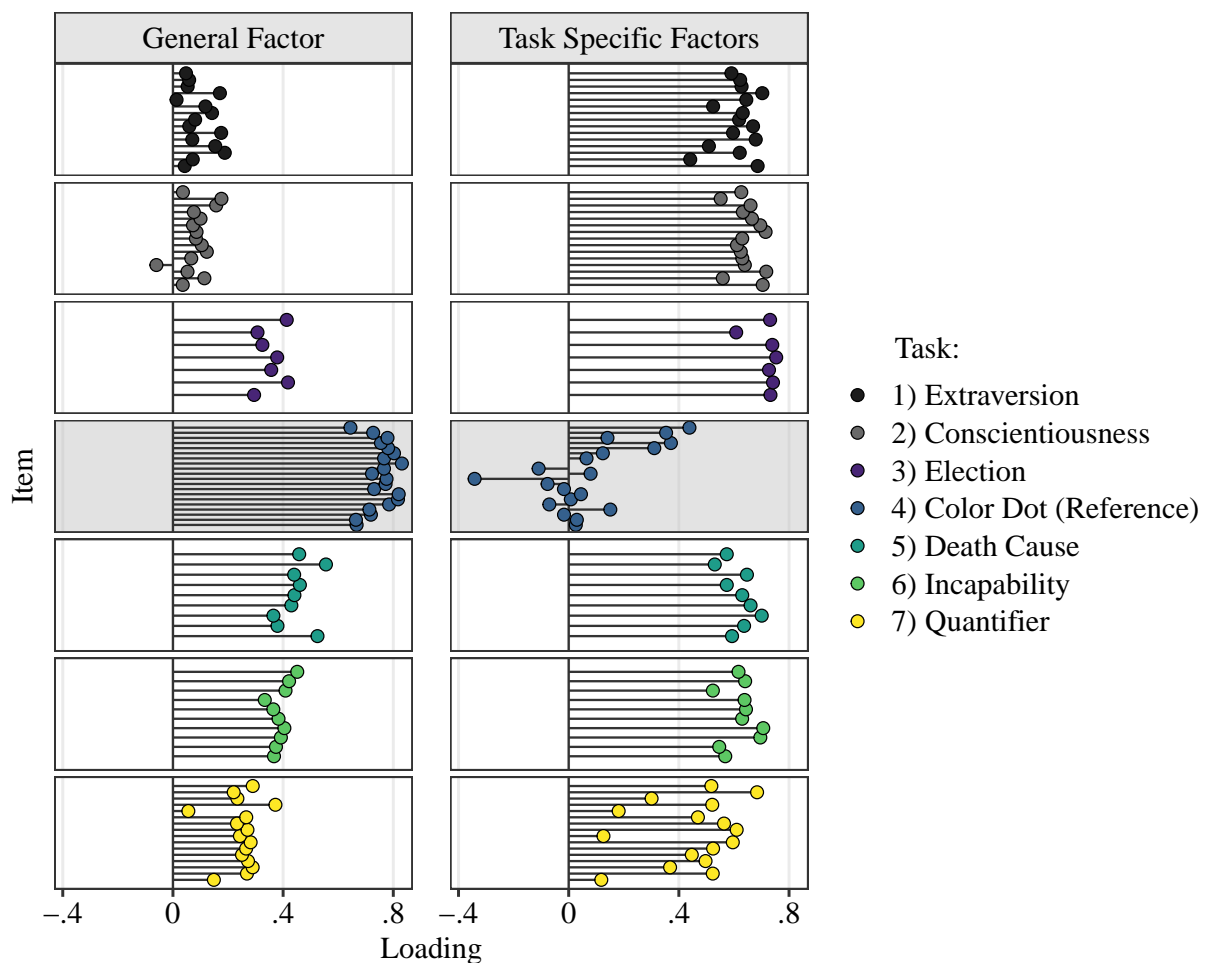 General Factor
Task Specific Factors
Item
Task:
1) Extraversion
2) Conscientiousness
3) Election
4) Color Dot (Reference)
5) Death Cause
6) Incapability
7) Quantifier
−.4 0 .4 .8
−.4 0 .4 .8
Loading